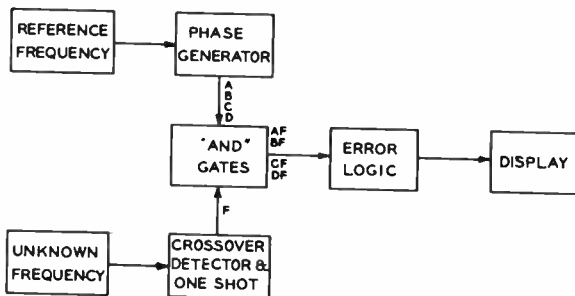 REFERENCE
FREQUENCY
PHASE
GENERATOR
A
B
C
D
"AND"
GATES
AF
BF
CF
DF
ERROR
LOGIC
DISPLAY
F
UNKNOWN
FREQUENCY
CROSSOVER
DETECTOR &
ONE SHOT